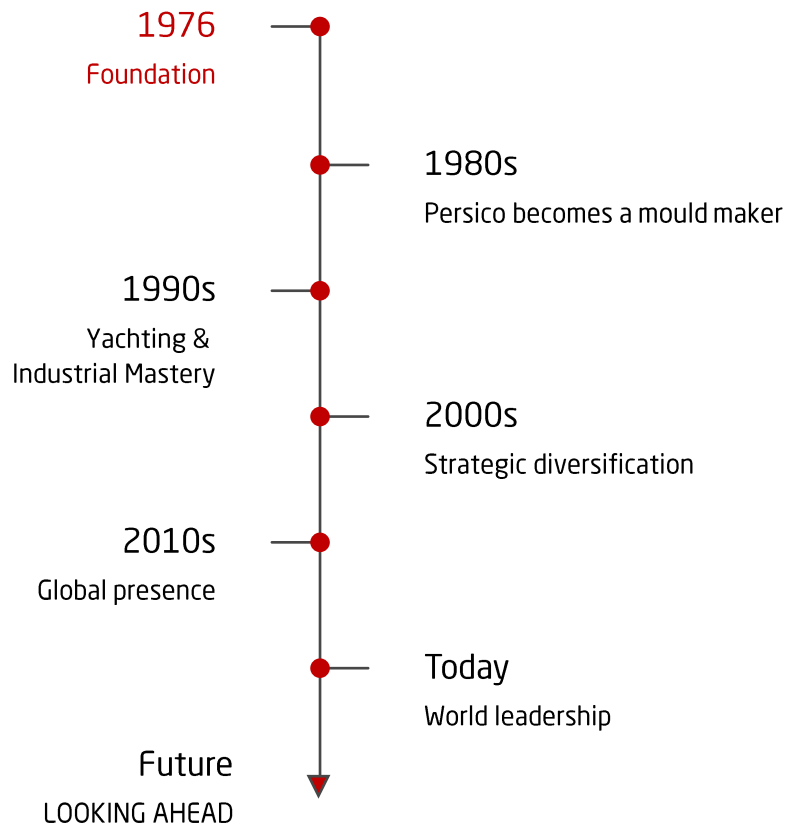 1976
Foundation
1980s
Persico becomes a mould maker
1990s
Yachting &
Industrial Mastery
2000s
Strategic diversification
2010s
Global presence
Today
World leadership
Future
LOOKING AHEAD